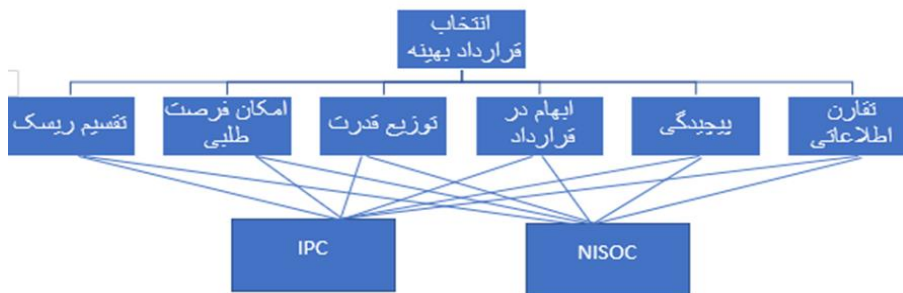 انتخاب
قرارداد بهینه
تقارن
اطلاعاتی
پیچیدگی
ابهام در
قرارداد
توزیع قدرت
امکان فرصت
طلبی
تقسیم ریسک
IPC
NISOC